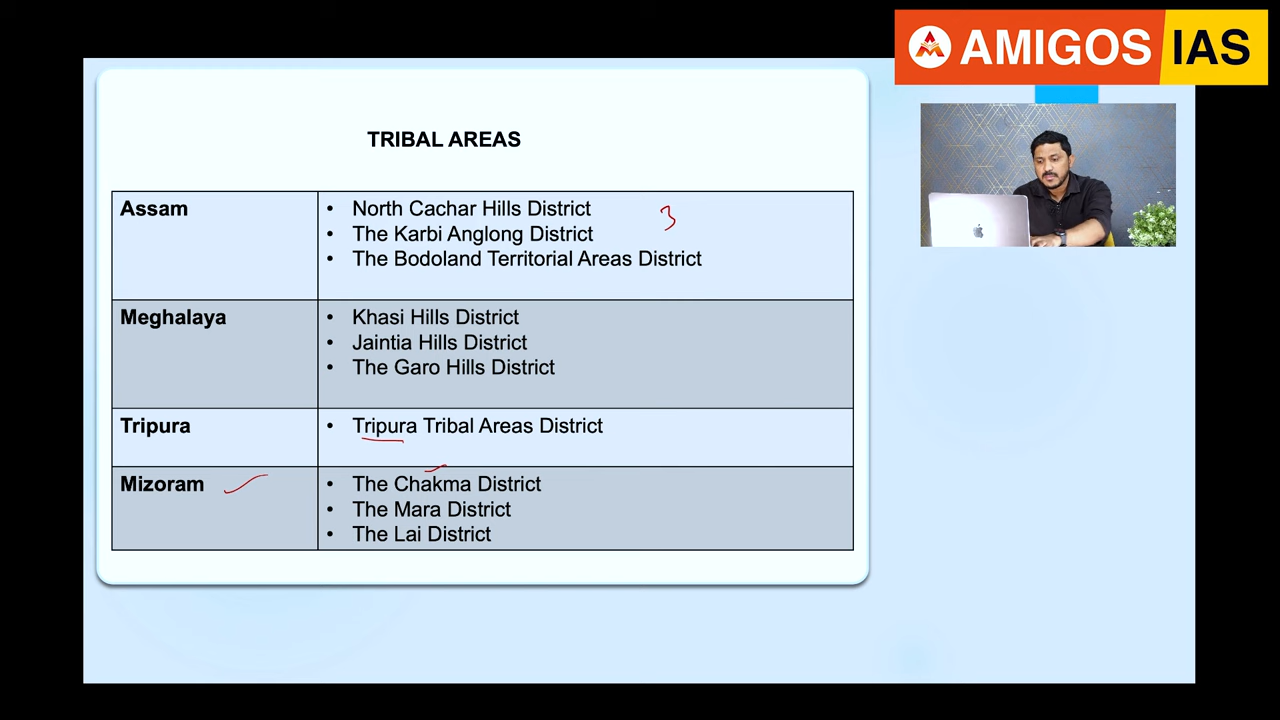 AMIGOS IAS
TRIBAL AREAS
Assam
• North Cachar Hills District
3
• The Karbi Anglong District
• The Bodoland Territorial Areas District
Meghalaya
• Khasi Hills District
• Jaintia Hills District
• The Garo Hills District
Tripura
• Tripura Tribal Areas District
Mizoram
• The Chakma District
• The Mara District
• The Lai District